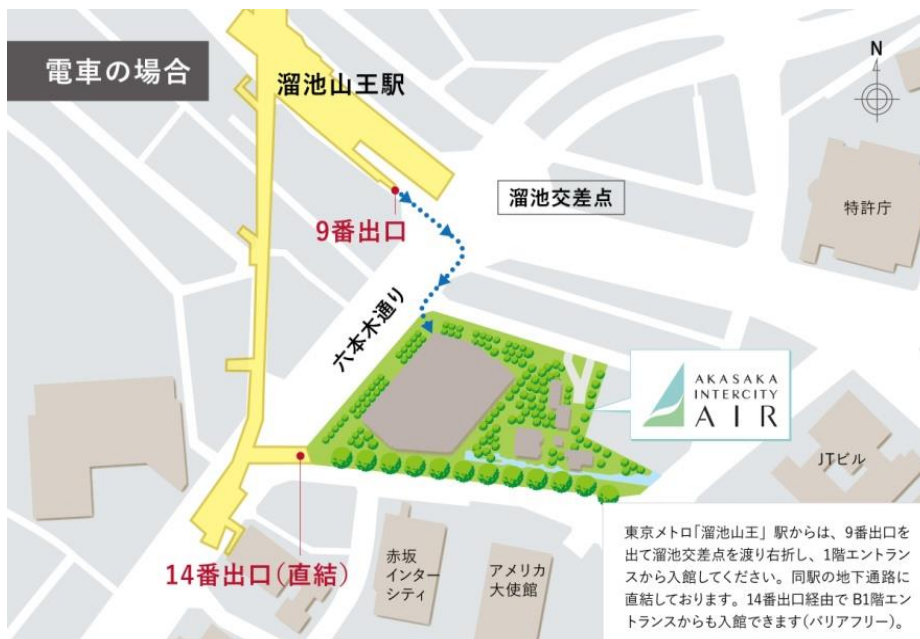 電車の場合
溜池山王駅
N
溜池交差点
特許庁
9番出口
六本木通り
AKASAKA
INTERCITY
AIR
JTビル
14番出口(直結)
赤坂
インター
シティ
アメリカ
大使館
東京メトロ「溜池山王」駅からは、9番出口を
出て溜池交差点を渡り右折し、1階エントラン
スから入館してください。同駅の地下通路に
直結しております。14番出口経由で B1階エン
トランスからも入館できます(バリアフリー)。